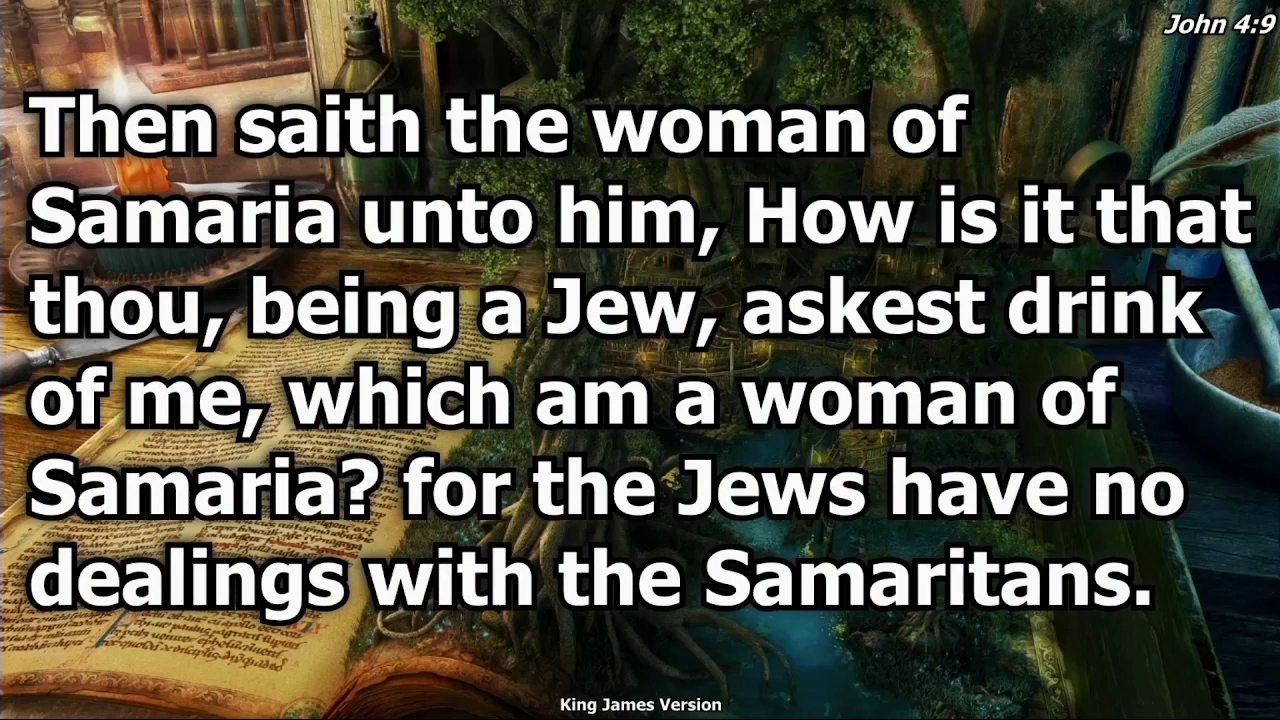 John 4:9
Then saith the woman of
Samaria unto him, How is it that
thou, being a Jew, askest drink
of me, which am a woman of
Samaria? for the Jews have no
dealings with the Samaritans.
King James Version